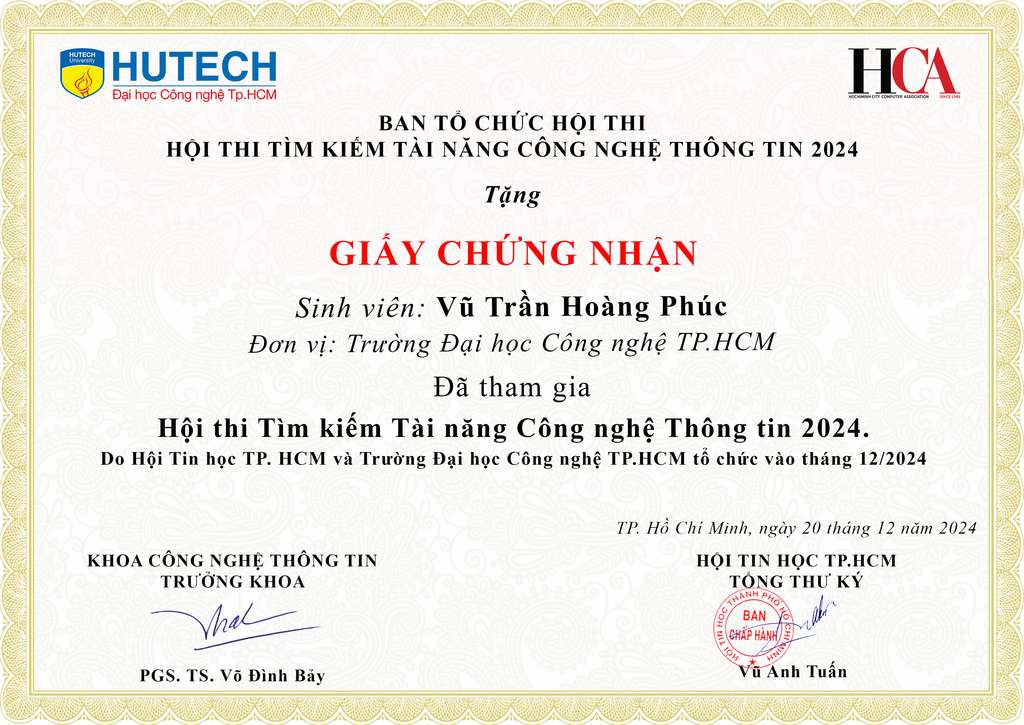 HUTECH
University
HUTECH
Đại học Công nghệ Tp.HCM
HCA
HOCHIMINH CITY COMPUTER ASSOCIATION SINCE 1988
BAN TỔ CHỨC HỘI THI
HỘI THI TÌM KIẾM TÀI NĂNG CÔNG NGHỆ THÔNG TIN 2024
Tặng
GIẤY CHỨNG NHẬN
Sinh viên: Vũ Trần Hoàng Phúc
Đơn vị: Trường Đại học Công nghệ TP.HCM
Đã tham gia
Hội thi Tìm kiếm Tài năng Công nghệ Thông tin 2024.
Do Hội Tin học TP. HCM và Trường Đại học Công nghệ TP.HCM tổ chức vào tháng 12/2024
TP. Hồ Chí Minh, ngày 20 tháng 12 năm 2024
KHOA CÔNG NGHỆ THÔNG TIN
TRƯỞNG KHOA
PGS. TS. Võ Đình Bảy
HỘI TIN HỌC TP.HCM
TỔNG THƯ KÝ
HỘI TIN HỌC THÀNH PHỐ HỒ CHÍ MINH
BAN
CHẤP HÀNH
Vũ Anh Tuấn